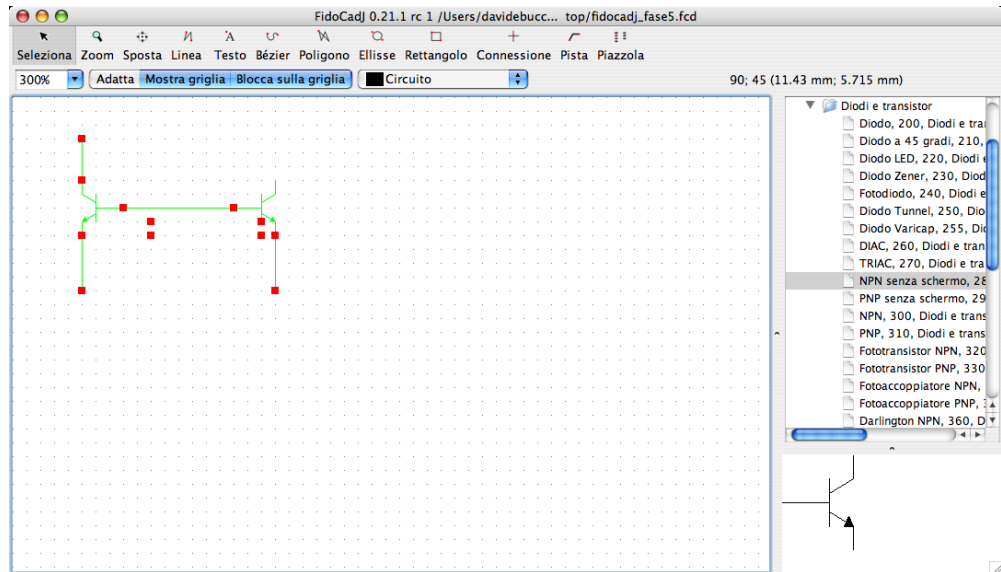 FidoCadJ 0.21.1 rc 1 /Users/davidebucc... top/fidocadj_fase5.fcd
Seleziona Zoom Sposta Linea Testo Bézier Poligono Ellisse Rettangolo Connessione Pista Piazzola
300% Adatta Mostra griglia Blocca sulla griglia Circuito 90; 45 (11.43 mm; 5.715 mm)
Diodi e transistor
Diodo, 200, Diodi e tra
Diodo a 45 gradi, 210,
Diodo LED, 220, Diodi e
Diodo Zener, 230, Diod
Fotodiodo, 240, Diodi e
Diodo Tunnel, 250, Dio
Diodo Varicap, 255, Dio
DIAC, 260, Diodi e tran
TRIAC, 270, Diodi e tra
NPN senza schermo, 28
PNP senza schermo, 29
NPN, 300, Diodi e trans
PNP, 310, Diodi e trans
Fototransistor NPN, 320
Fototransistor PNP, 330
Fotoaccoppiatore NPN,
Fotoaccoppiatore PNP, 3
Darlington NPN, 360, D